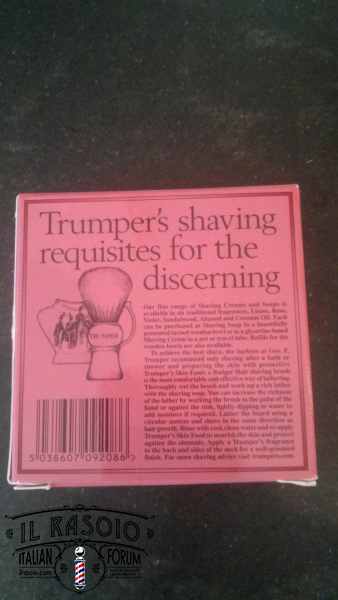 Trumper's shaving
requisites for the
discerning
Our fine range of Shaving Creams and Soaps is
available in six traditional fragrances, Limes, Rose,
Violet, Sandalwood, Almond and Coconut Oil. Each
can be purchased as Shaving Soap in a beautifully
presented turned wooden bowl or as a glycerine-based
Shaving Cream in a pot or travel tube. Refills for the
wooden bowls are also available.
To achieve the best shave, the barbers at Geo. F.
Trumper recommend only shaving after a bath or
shower and preparing the skin with protective
Trumper's Skin Food; a Badger Hair shaving brush
is the most comfortable and effective way of lathering.
Thoroughly wet the brush and work up a rich lather
with the shaving soap. You can increase the richness
of the lather by working the brush in the palm of the
hand or against the sink, lightly dipping in water to
add moisture if required. Lather the beard using a
circular motion and shave in the same direction as
hair growth. Rinse with cool, clean water and to apply
Trumper's Skin Food to nourish the skin and protect
against the elements. Apply a Trumper's fragrance
to the back and sides of the neck for a well-groomed
finish. For more shaving advice visit trumpers.com
TRUMPER
5 038607 092086 >
IL RASOIO
ITALIAN FORUM
ilrasoio.com